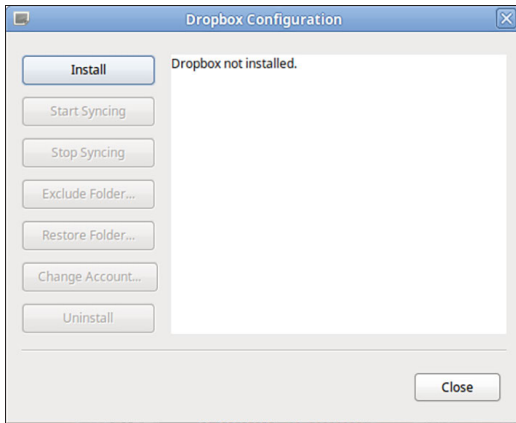 Dropbox Configuration
Install
Dropbox not installed.
Start Syncing
Stop Syncing
Exclude Folder...
Restore Folder...
Change Account...
Uninstall
Close